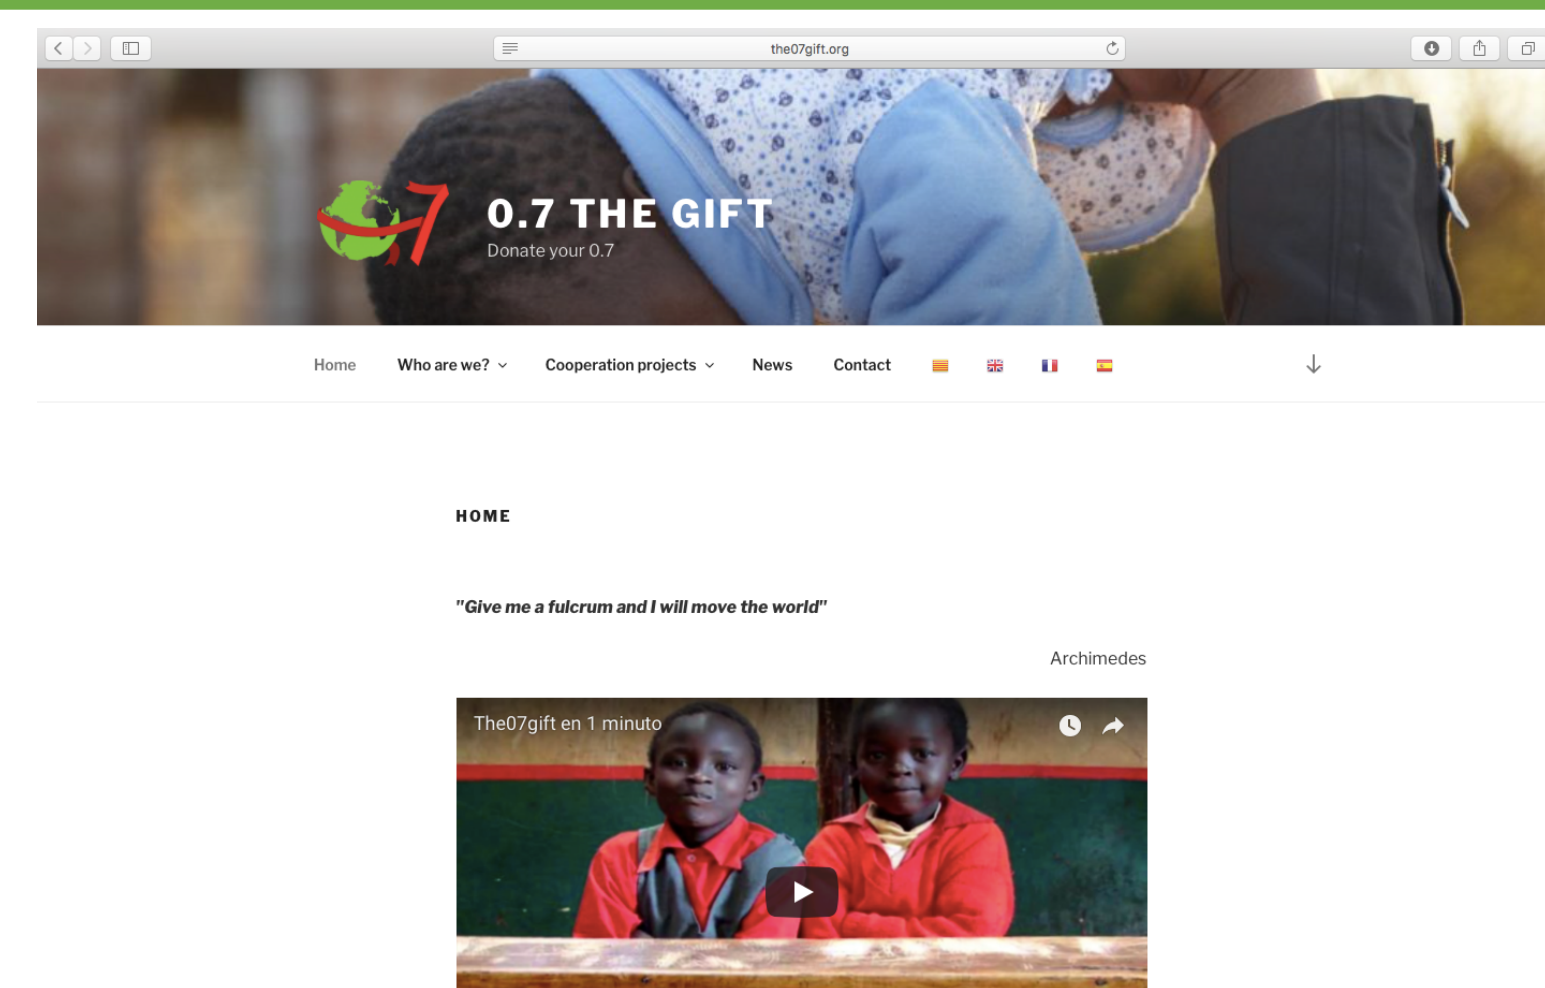 the07gift.org
0.7 THE GIFT
Donate your 0.7
Home Who are we? Cooperation projects News Contact
HOME
"Give me a fulcrum and I will move the world"
Archimedes
The07gift en 1 minuto